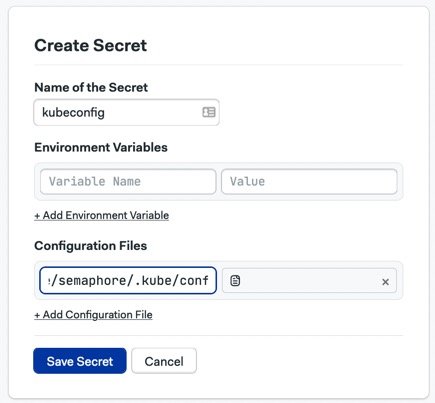 Create Secret
Name of the Secret
kubeconfig
Environment Variables
Variable Name Value
+ Add Environment Variable
Configuration Files
/semaphore/.kube/conf
+ Add Configuration File
Save Secret Cancel